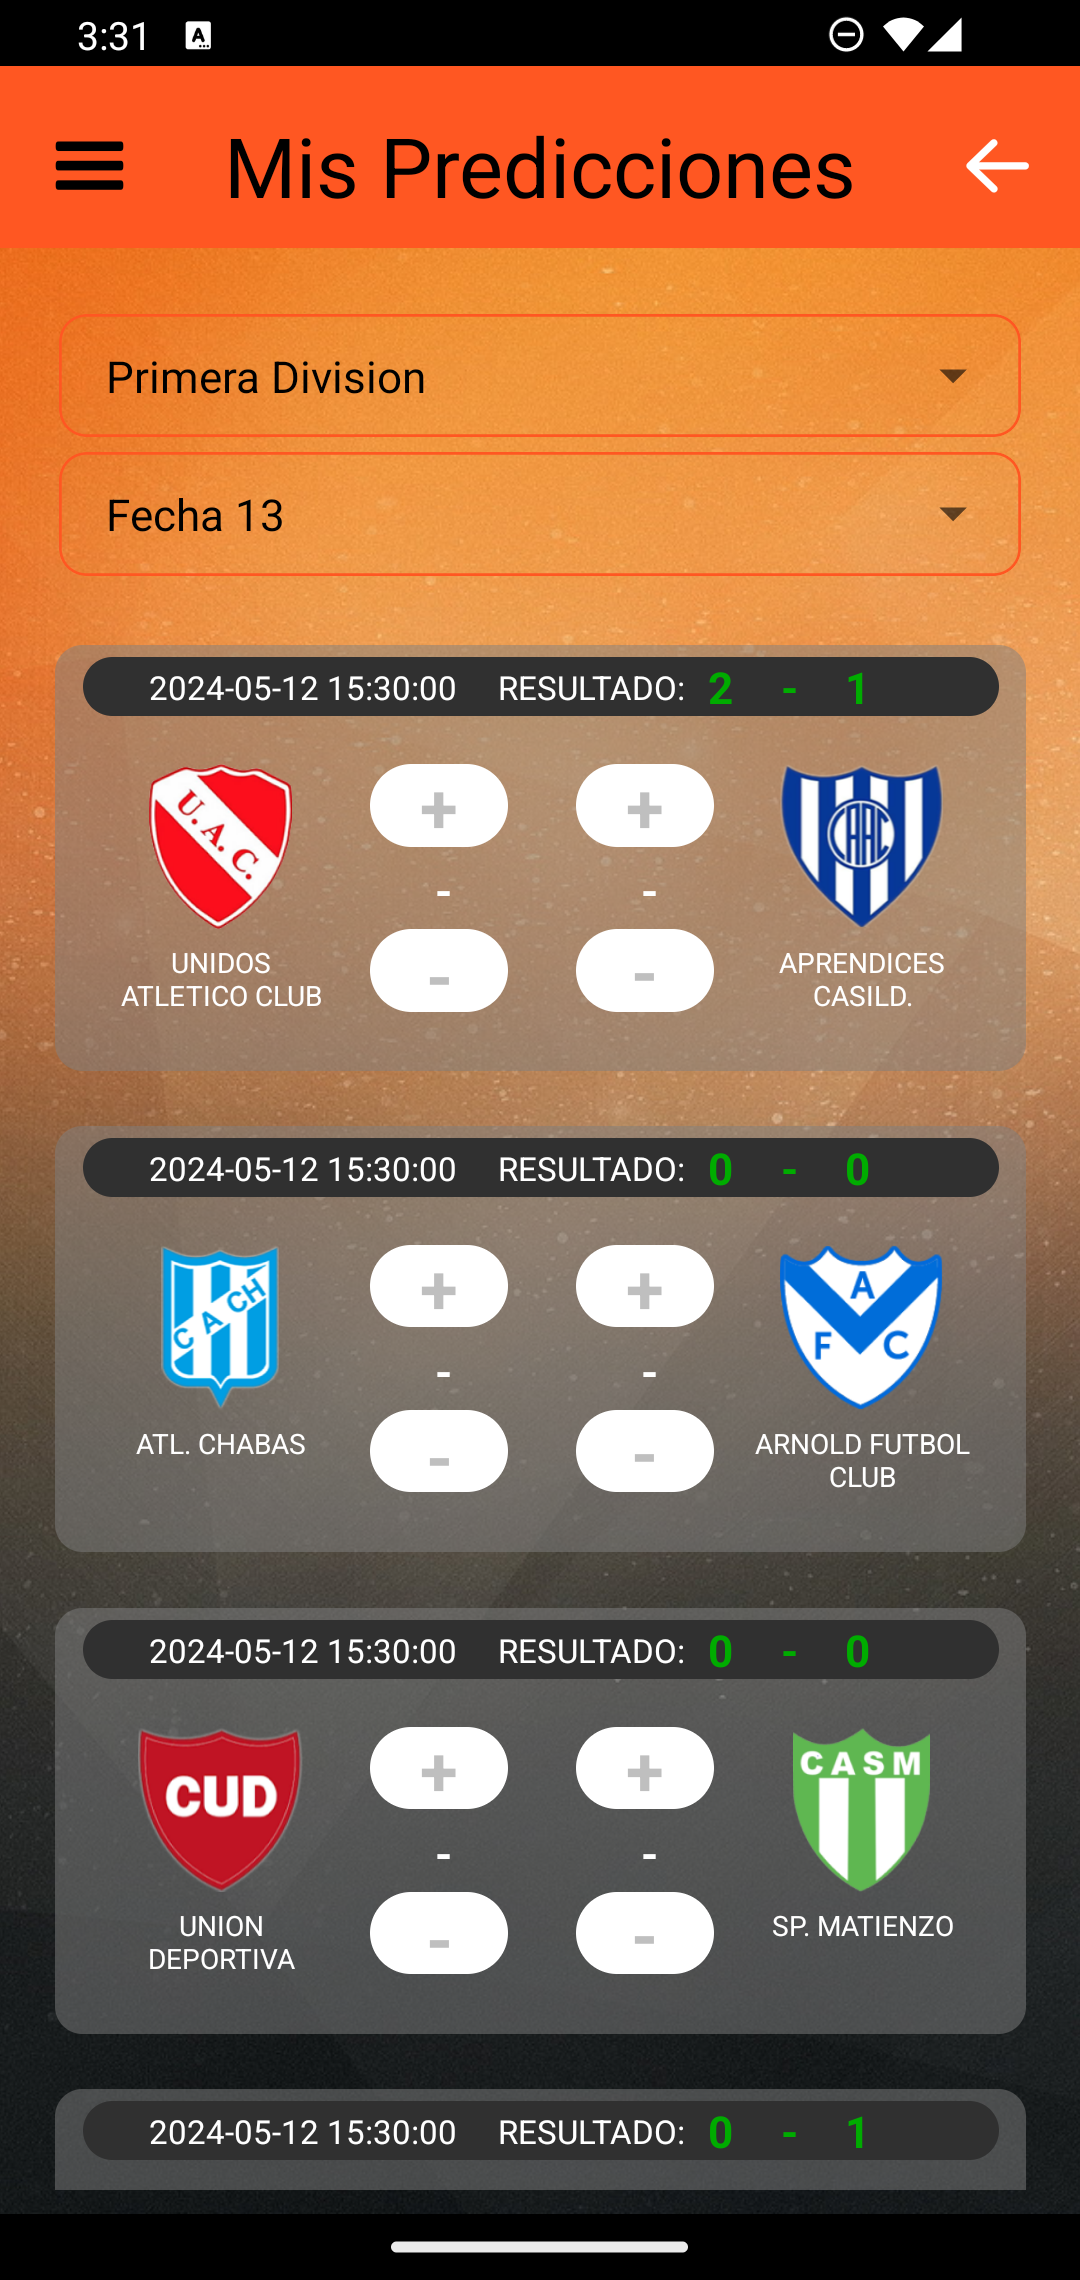 3:31
Mis Predicciones
Primera Division
Fecha 13
2024-05-12 15:30:00 RESULTADO: 2 - 1
U.A.C.
CAAC
+ +
- -
- -
UNIDOS
ATLETICO CLUB
APRENDICES
CASILD.
2024-05-12 15:30:00 RESULTADO: 0 - 0
C A CH
A
F C
+ +
- -
- -
ATL. CHABAS
ARNOLD FUTBOL
CLUB
2024-05-12 15:30:00 RESULTADO: 0 - 0
CUD
CASM
+ +
- -
- -
UNION
DEPORTIVA
SP. MATIENZO
2024-05-12 15:30:00 RESULTADO: 0 - 1